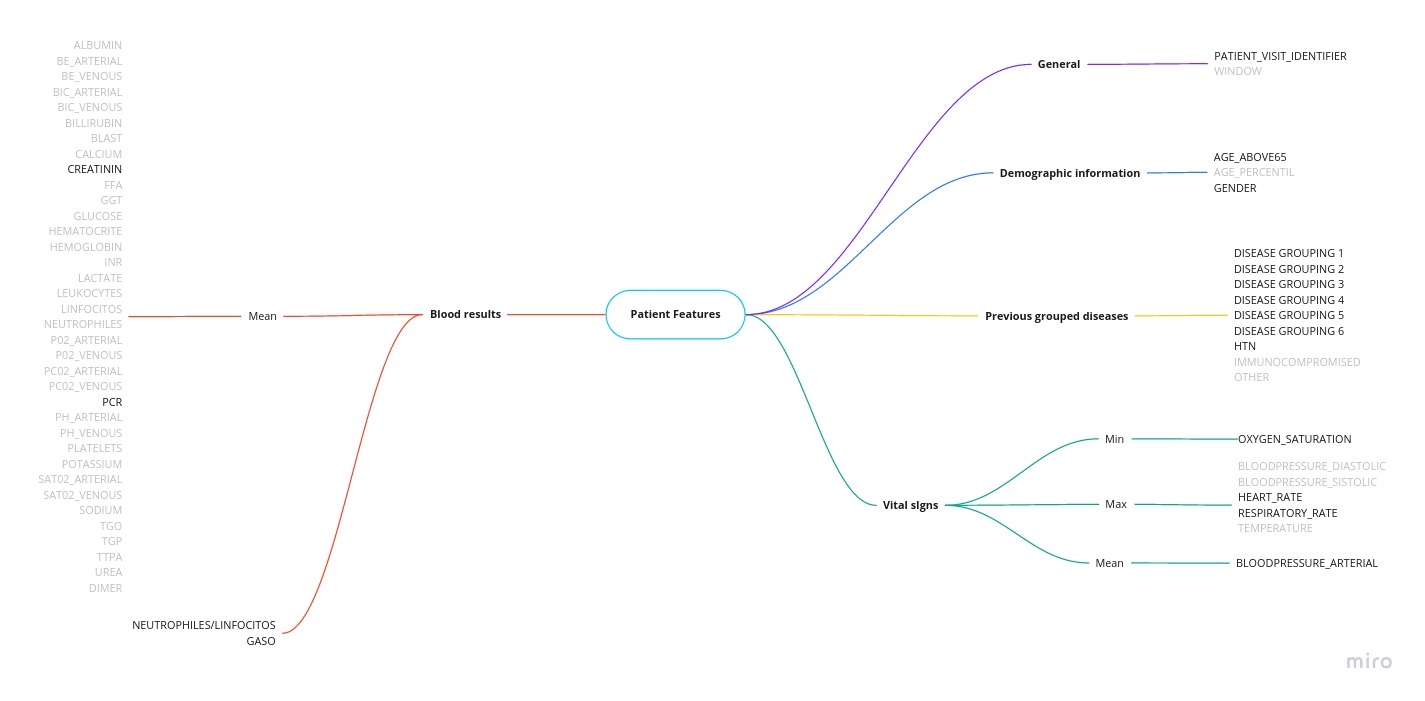 ALBUMIN
BE_ARTERIAL
BE_VENOUS
BIC_ARTERIAL
BIC_VENOUS
BILLIRUBIN
BLAST
CALCIUM
CREATININ
FFA
GGT
GLUCOSE
HEMATOCRITE
HEMOGLOBIN
INR
LACTATE
LEUKOCYTES
LINFOCITOS
NEUTROPHILES
P02_ARTERIAL
P02_VENOUS
PC02_ARTERIAL
PC02_VENOUS
PCR
PH_ARTERIAL
PH_VENOUS
PLATELETS
POTASSIUM
SAT02_ARTERIAL
SAT02_VENOUS
SODIUM
TGO
TGP
TTPA
UREA
DIMER
Mean
NEUTROPHILES/LINFOCITOS
GASO
Blood results
Patient Features
General
PATIENT_VISIT_IDENTIFIER
WINDOW
Demographic information
AGE_ABOVE65
AGE_PERCENTIL
GENDER
Previous grouped diseases
DISEASE GROUPING 1
DISEASE GROUPING 2
DISEASE GROUPING 3
DISEASE GROUPING 4
DISEASE GROUPING 5
DISEASE GROUPING 6
HTN
IMMUNOCOMPROMISED
OTHER
Vital sIgns
Min
OXYGEN_SATURATION
Max
BLOODPRESSURE_DIASTOLIC
BLOODPRESSURE_SISTOLIC
HEART_RATE
RESPIRATORY_RATE
TEMPERATURE
Mean
BLOODPRESSURE_ARTERIAL
miro